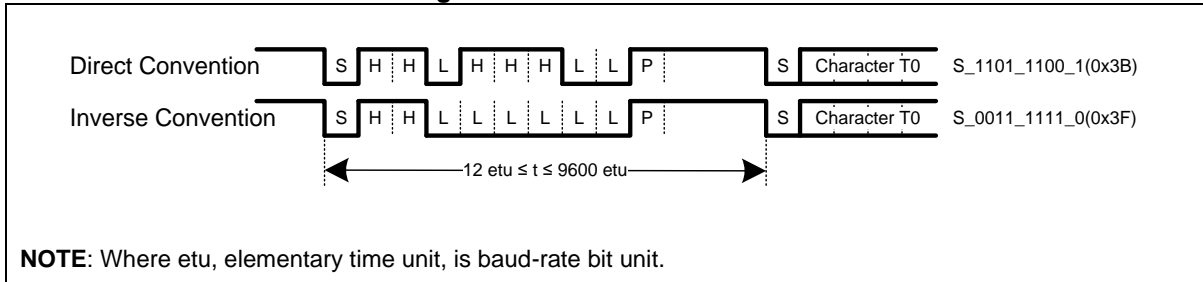 Direct Convention S H H L H H H L L P S Character T0 S_1101_1100_1(0x3B)
Inverse Convention S H H L L L L L L P S Character T0 S_0011_1111_0(0x3F)
12 etu ≤ t ≤ 9600 etu
NOTE: Where etu, elementary time unit, is baud-rate bit unit.